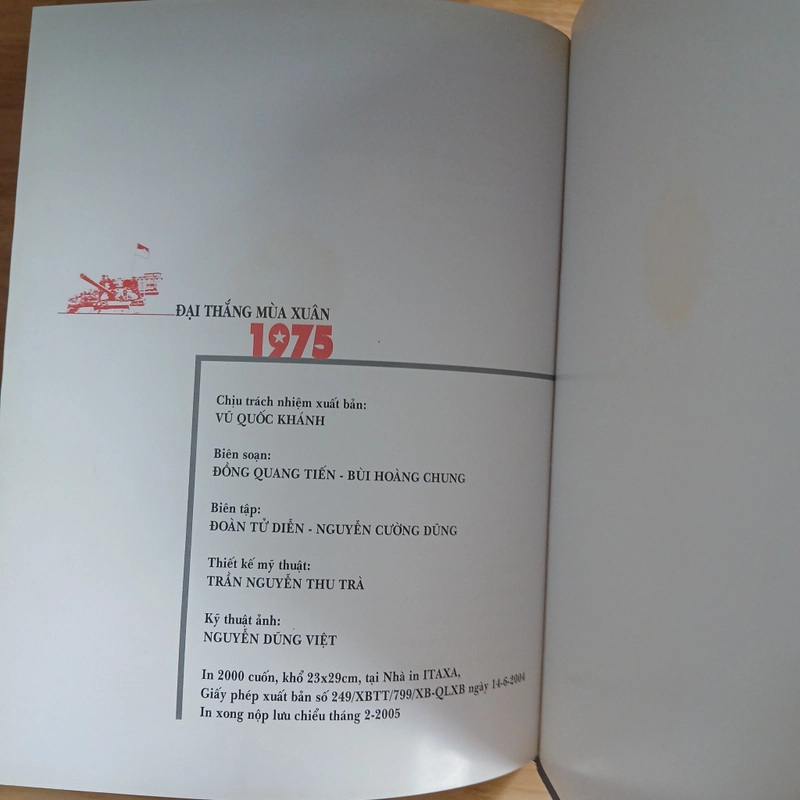 ĐẠI THẮNG MÙA XUÂN
1975
Chịu trách nhiệm xuất bản:
VŨ QUỐC KHÁNH
Biên soạn:
ĐỒNG QUANG TIẾN - BÙI HOÀNG CHUNG
Biên tập:
ĐOÀN TỬ DIỄN - NGUYỄN CƯỜNG DŨNG
Thiết kế mỹ thuật:
TRẦN NGUYỄN THU TRÀ
Kỹ thuật ảnh:
NGUYỄN DŨNG VIỆT
In 2000 cuốn, khổ 23x29cm, tại Nhà in ITAXA,
Giấy phép xuất bản số 249/XBTT/799/XB-QLXB ngày 14-6-2004
In xong nộp lưu chiểu tháng 2-2005